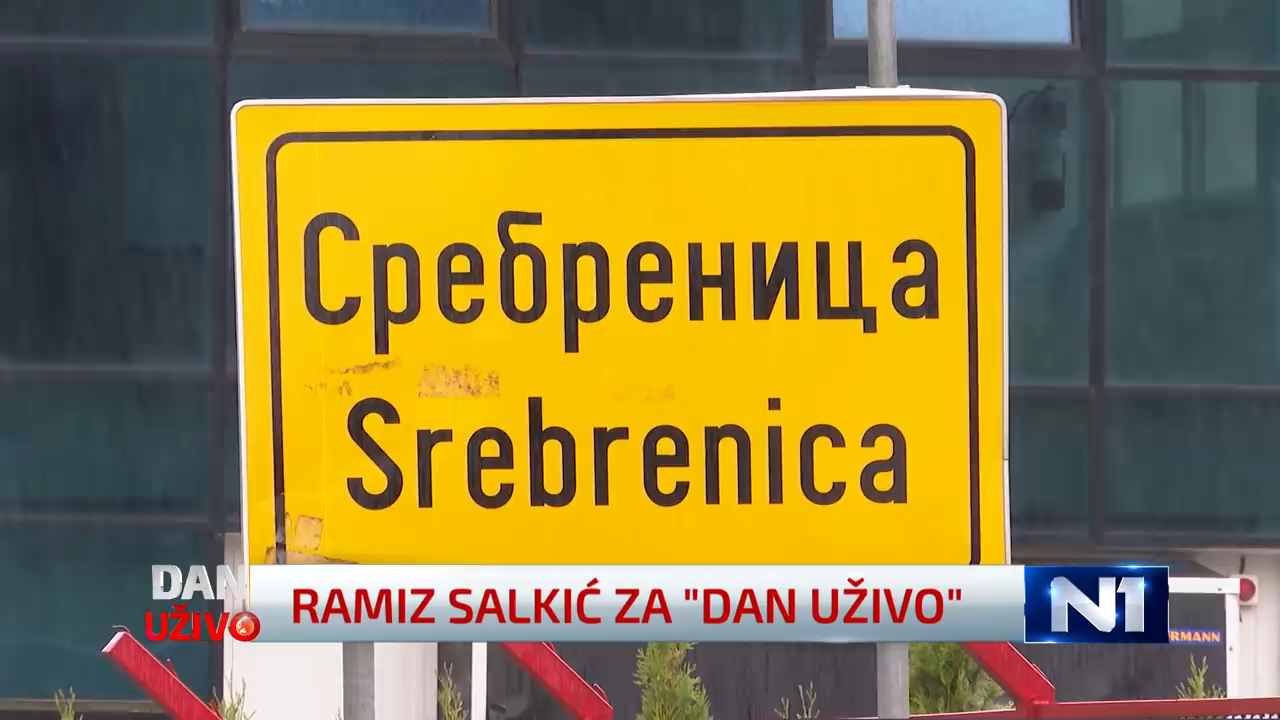 Сребреница
Srebrenica
DAN
UŽIVO
RAMIZ SALKIĆ ZA "DAN UŽIVO"
N1